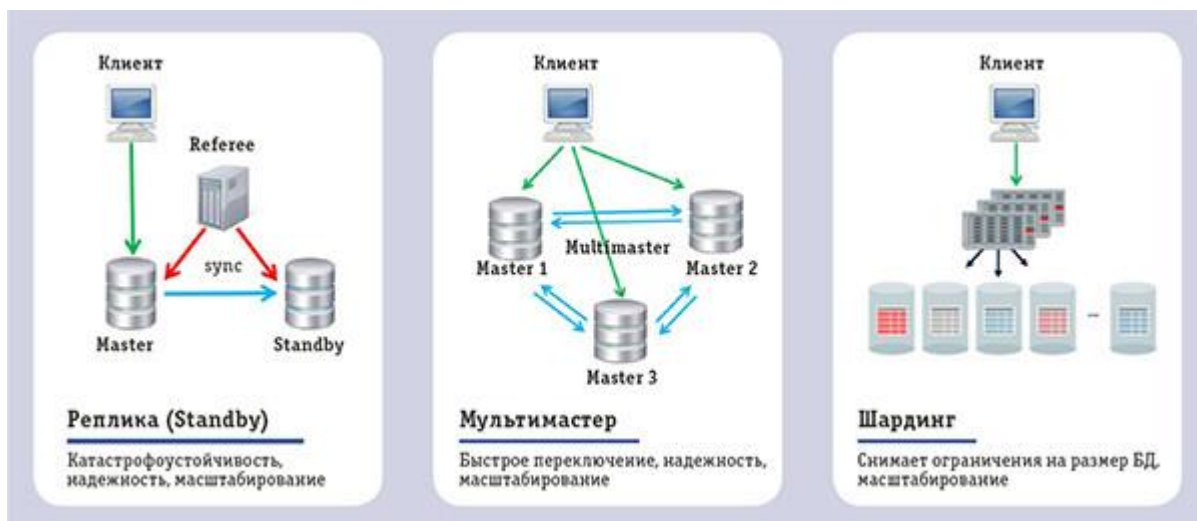 Клиент
Referee
sync
Master
Standby
Реплика (Standby)
Катастрофоустойчивость,
надежность, масштабирование
Клиент
Multimaster
Master 1
Master 2
Master 3
Мультимастер
Быстрое переключение, надежность,
масштабирование
Клиент
Шардинг
Снимает ограничения на размер БД,
масштабирование